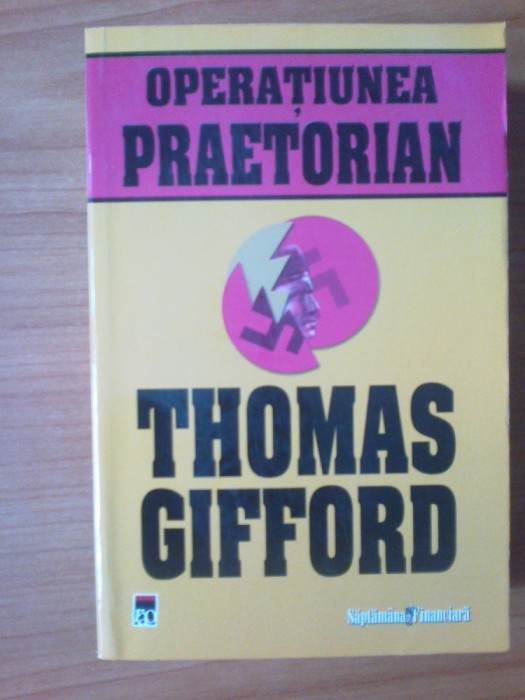 OPERAȚIUNEA
PRAETORIAN
THOMAS
GIFFORD
Săptămâna Financiară